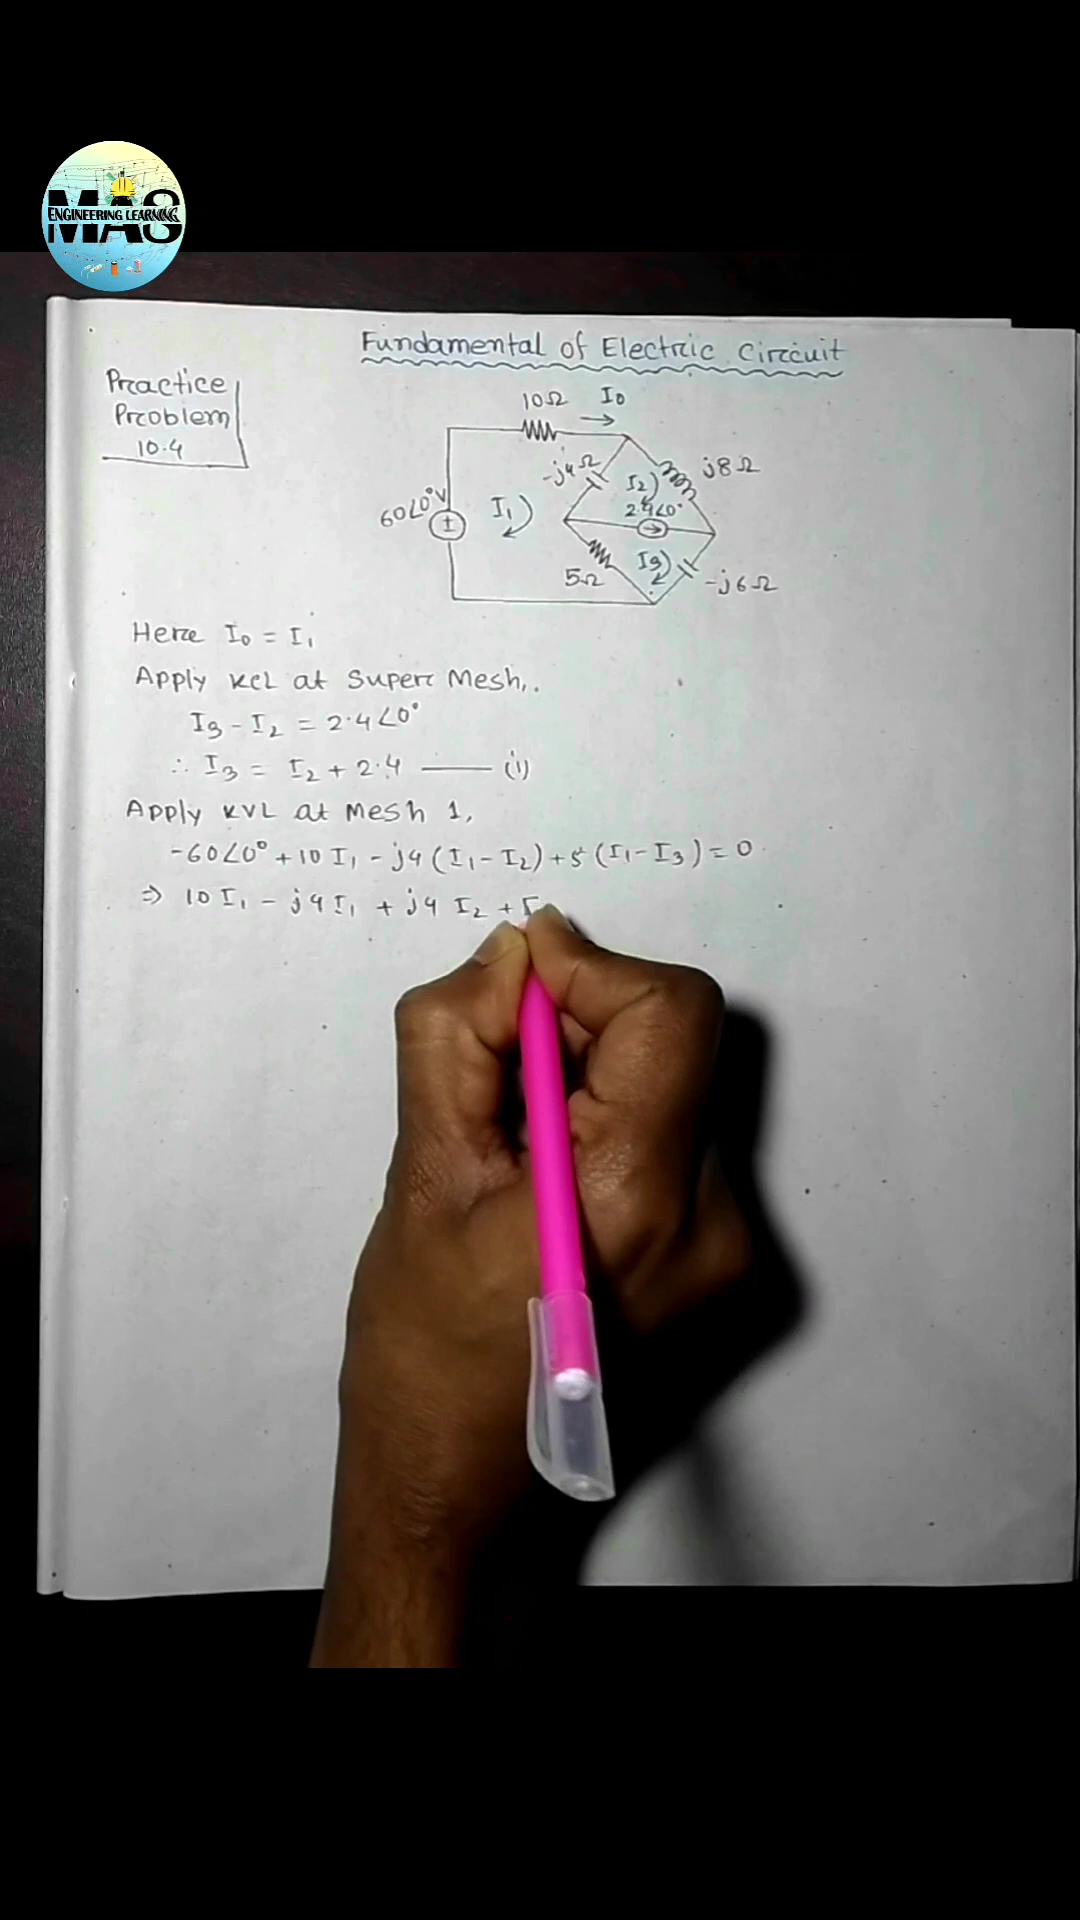 MAS
ENGINEERING LEARNING
Fundamental of Electric Circuit
Practice
Problem
10.4
10Ω I₀
-j4Ω j8Ω
60∠0°V I₁ I₂
2.4∠0°
5Ω I₃ -j6Ω
Here I₀ = I₁
Apply KCL at Super Mesh,.
I₃ - I₂ = 2.4∠0°
∴ I₃ = I₂ + 2.4 —— (i)
Apply KVL at Mesh 1,
-60∠0° + 10 I₁ - j4 (I₁ - I₂) + 5 (I₁ - I₃) = 0
⇒ 10 I₁ - j4 I₁ + j4 I₂ +